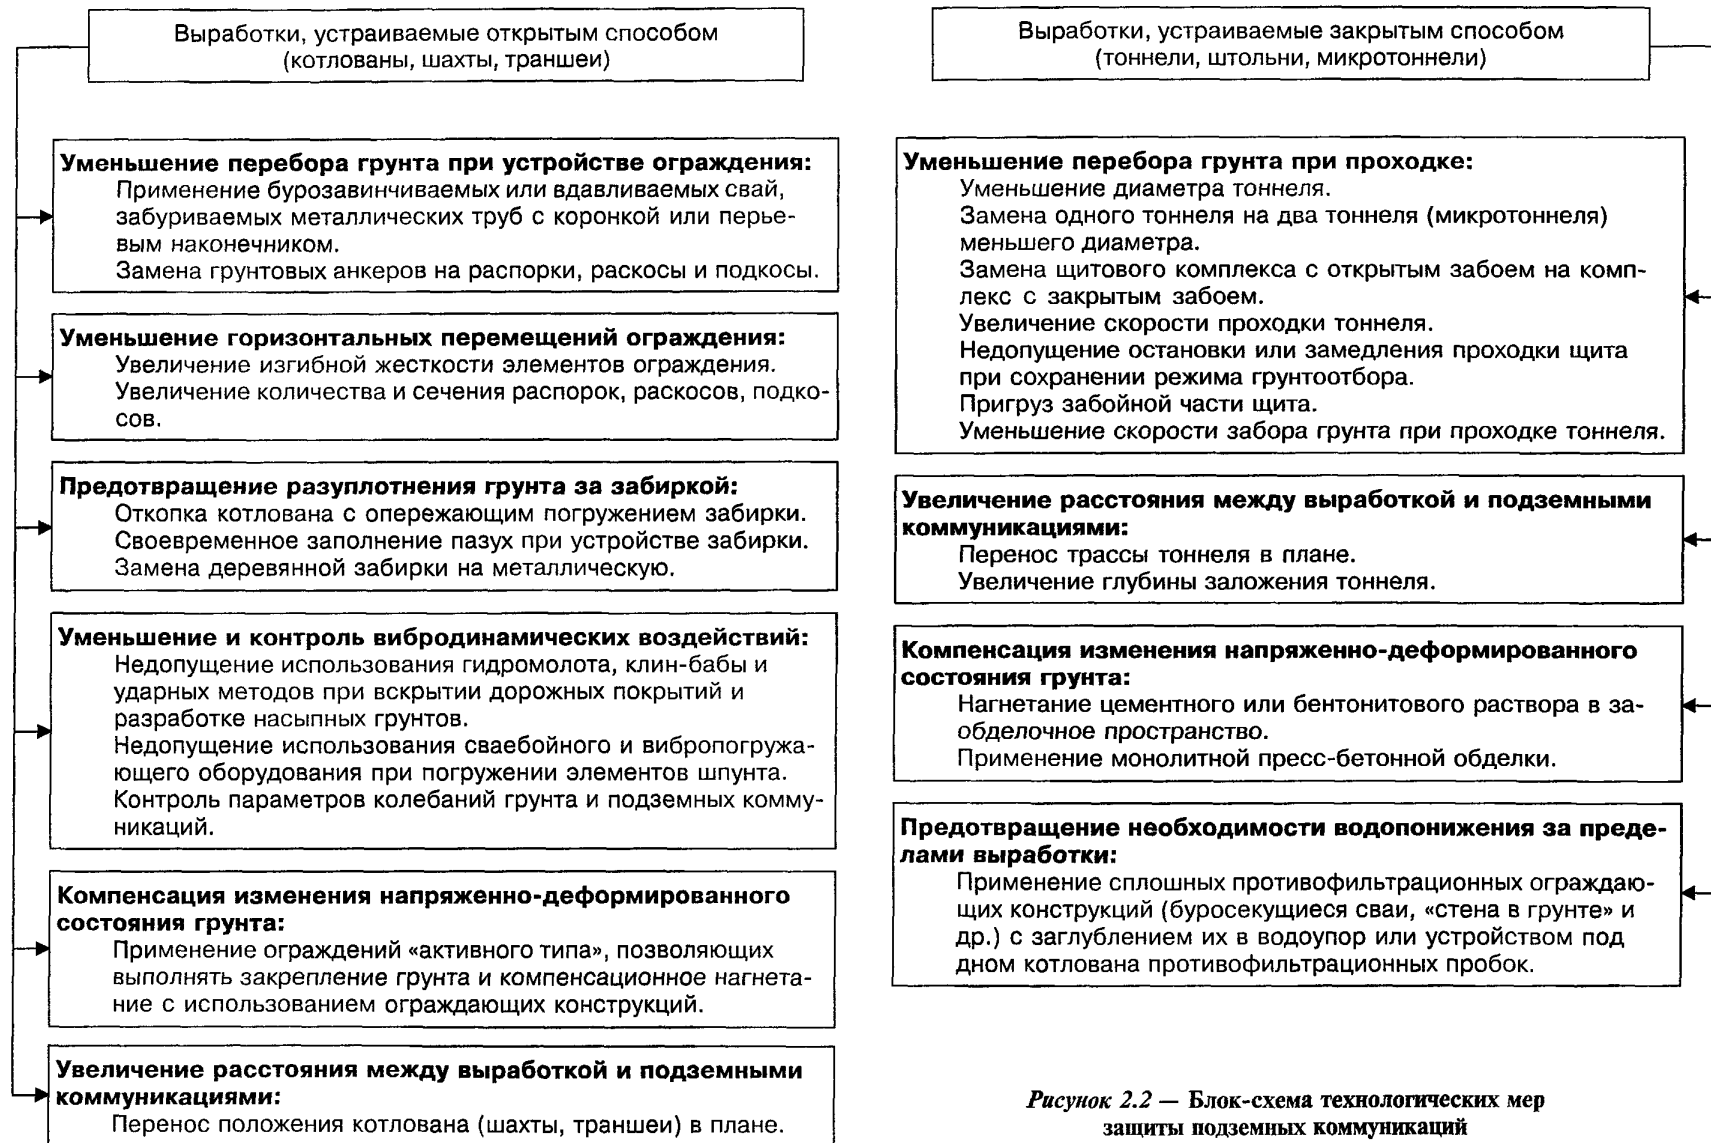 Выработки, устраиваемые открытым способом
(котлованы, шахты, траншеи)
Уменьшение перебора грунта при устройстве ограждения:
Применение бурозавинчиваемых или вдавливаемых свай,
забуриваемых металлических труб с коронкой или перье-
вым наконечником.
Замена грунтовых анкеров на распорки, раскосы и подкосы.
Уменьшение горизонтальных перемещений ограждения:
Увеличение изгибной жесткости элементов ограждения.
Увеличение количества и сечения распорок, раскосов, подко-
сов.
Предотвращение разуплотнения грунта за забиркой:
Откопка котлована с опережающим погружением забирки.
Своевременное заполнение пазух при устройстве забирки.
Замена деревянной забирки на металлическую.
Уменьшение и контроль вибродинамических воздействий:
Недопущение использования гидромолота, клин-бабы и
ударных методов при вскрытии дорожных покрытий и
разработке насыпных грунтов.
Недопущение использования сваебойного и вибропогружа-
ющего оборудования при погружении элементов шпунта.
Контроль параметров колебаний грунта и подземных комму-
никаций.
Компенсация изменения напряженно-деформированного
состояния грунта:
Применение ограждений «активного типа», позволяющих
выполнять закрепление грунта и компенсационное нагнета-
ние с использованием ограждающих конструкций.
Увеличение расстояния между выработкой и подземными
коммуникациями:
Перенос положения котлована (шахты, траншеи) в плане.
Выработки, устраиваемые закрытым способом
(тоннели, штольни, микротоннели)
Уменьшение перебора грунта при проходке:
Уменьшение диаметра тоннеля.
Замена одного тоннеля на два тоннеля (микротоннеля)
меньшего диаметра.
Замена щитового комплекса с открытым забоем на комп-
лекс с закрытым забоем.
Увеличение скорости проходки тоннеля.
Недопущение остановки или замедления проходки щита
при сохранении режима грунтоотбора.
Пригруз забойной части щита.
Уменьшение скорости забора грунта при проходке тоннеля.
Увеличение расстояния между выработкой и подземными
коммуникациями:
Перенос трассы тоннеля в плане.
Увеличение глубины заложения тоннеля.
Компенсация изменения напряженно-деформированного
состояния грунта:
Нагнетание цементного или бентонитового раствора в за-
обделочное пространство.
Применение монолитной пресс-бетонной обделки.
Предотвращение необходимости водопонижения за преде-
лами выработки:
Применение сплошных противофильтрационных ограждаю-
щих конструкций (буросекущиеся сваи, «стена в грунте» и
др.) с заглублением их в водоупор или устройством под
дном котлована противофильтрационных пробок.
Рисунок 2.2 — Блок-схема технологических мер
защиты подземных коммуникаций